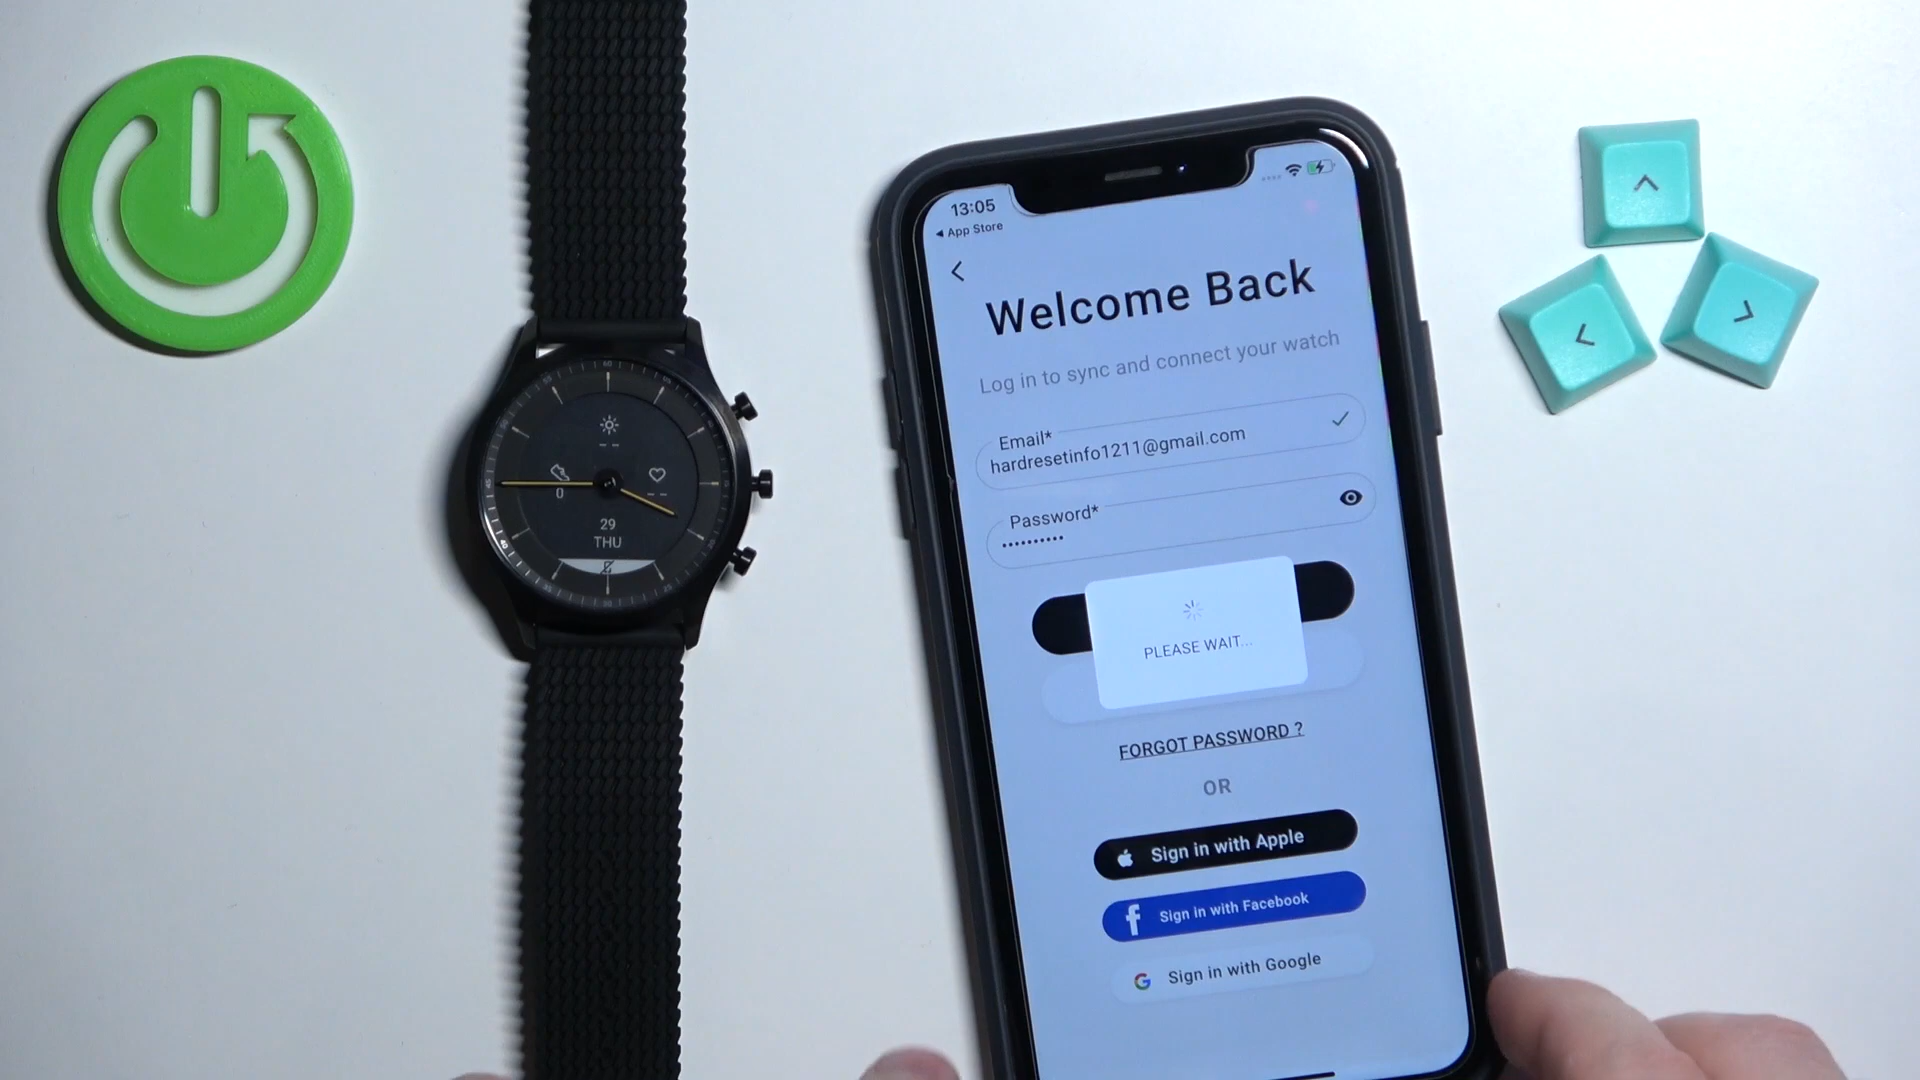 13:05
App Store
Welcome Back
Log in to sync and connect your watch
Email*
hardresetinfo1211@gmail.com
Password*
PLEASE WAIT...
FORGOT PASSWORD ?
OR
Sign in with Apple
Sign in with Facebook
Sign in with Google
60
0
29
THU